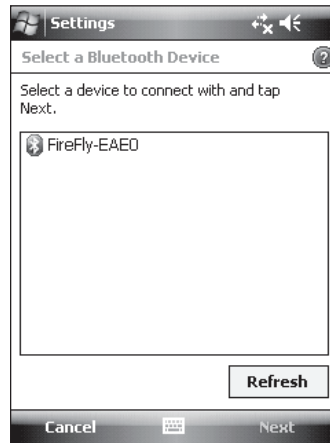 Settings
Select a Bluetooth Device ?
Select a device to connect with and tap
Next.
FireFly-EAE0
Refresh
Cancel Next